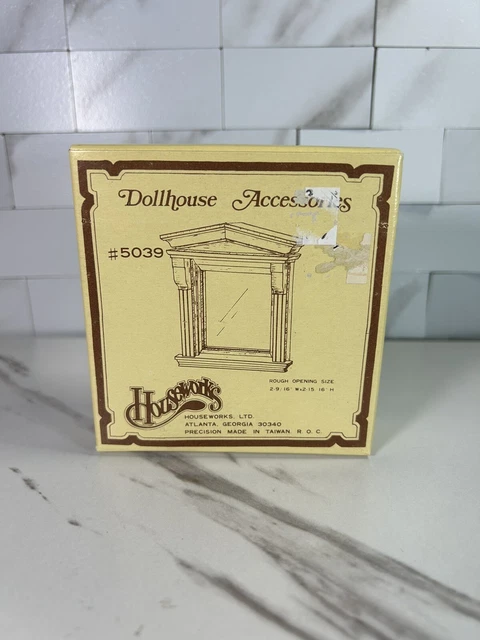 Dollhouse Accessories
#5039
ROUGH OPENING SIZE
2-9/16" W x 2-15/16" H
Houseworks
HOUSEWORKS, LTD.
ATLANTA, GEORGIA 30340
PRECISION MADE IN TAIWAN, R.O.C.